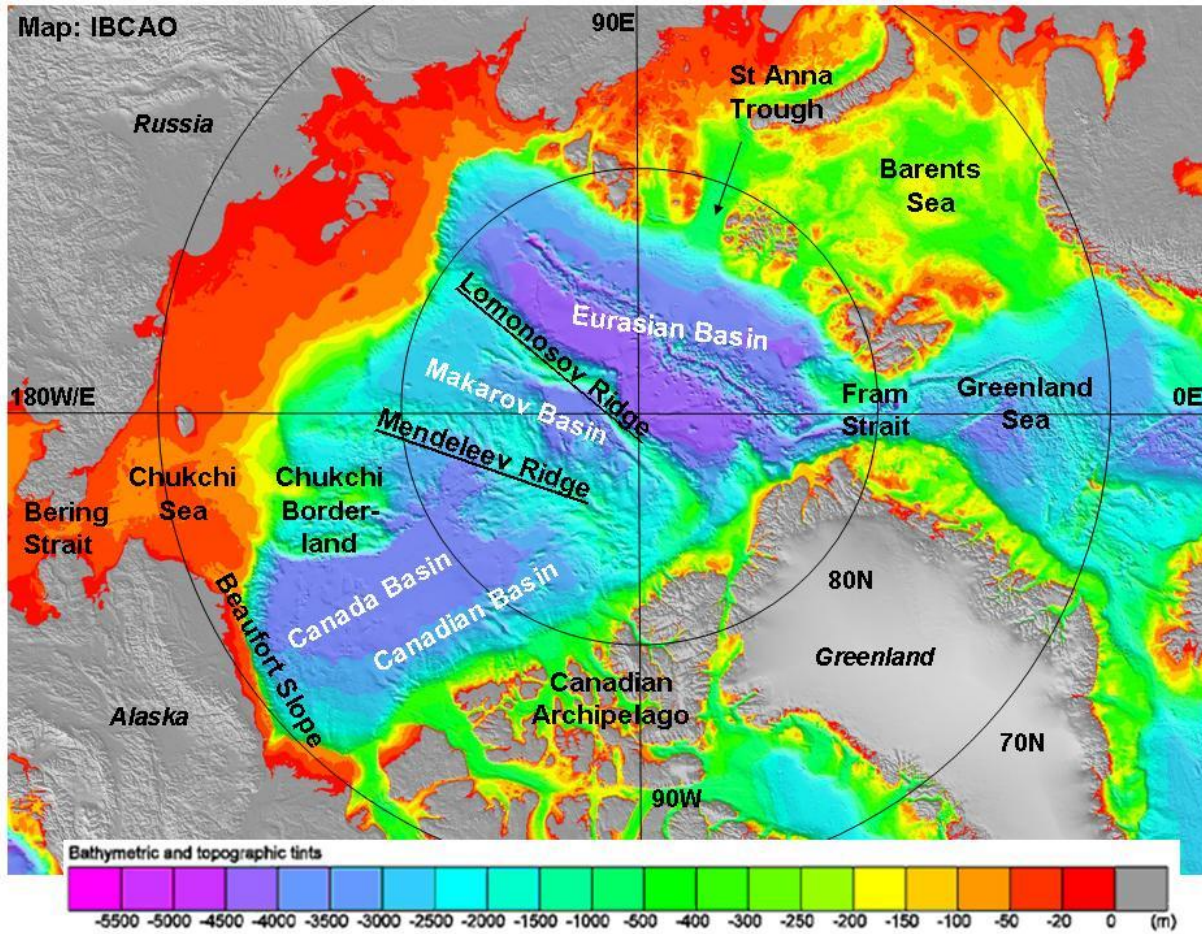 Map: IBCAO
90E
St Anna
Trough
Russia
Barents
Sea
Lomonosov Ridge
Eurasian Basin
Makarov Basin
Mendeleev Ridge
180W/E
Fram
Strait
Greenland
Sea
0E
Chukchi
Sea
Chukchi
Border-
land
Bering
Strait
Beaufort Slope
Canada Basin
Canadian Basin
80N
Greenland
Canadian
Archipelago
Alaska
70N
90W
Bathymetric and topographic tints
-5500 -5000 -4500 -4000 -3500 -3000 -2500 -2000 -1500 -1000 -500 -400 -300 -250 -200 -150 -100 -50 -20 0 (m)